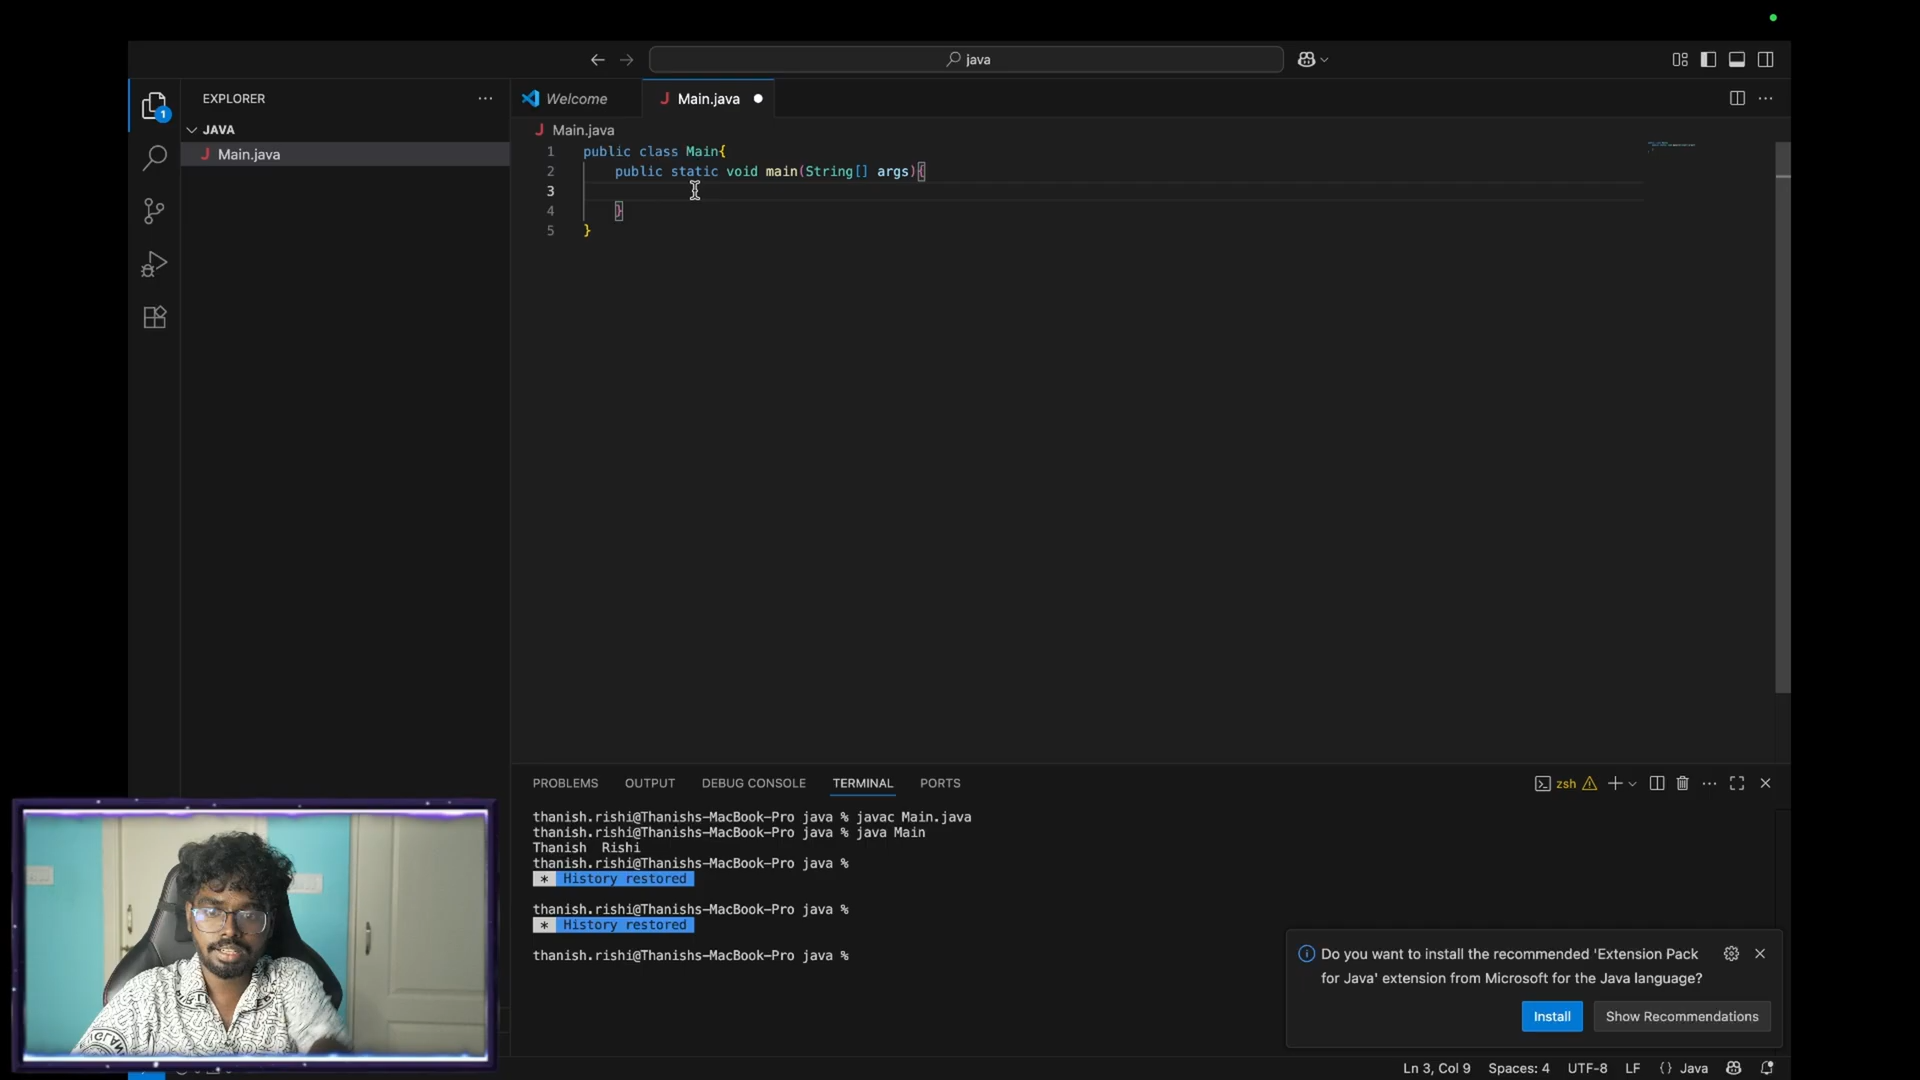 java
EXPLORER
JAVA
Main.java
1
Welcome
Main.java
Main.java
1 public class Main{
2 public static void main(String[] args){
3
4 }
5 }
PROBLEMS OUTPUT DEBUG CONSOLE TERMINAL PORTS
zsh
thanish.rishi@Thanishs-MacBook-Pro java % javac Main.java
thanish.rishi@Thanishs-MacBook-Pro java % java Main
Thanish  Rishi
thanish.rishi@Thanishs-MacBook-Pro java %
* History restored
thanish.rishi@Thanishs-MacBook-Pro java %
* History restored
thanish.rishi@Thanishs-MacBook-Pro java %
Do you want to install the recommended 'Extension Pack
for Java' extension from Microsoft for the Java language?
Install Show Recommendations
Ln 3, Col 9 Spaces: 4 UTF-8 LF {} Java